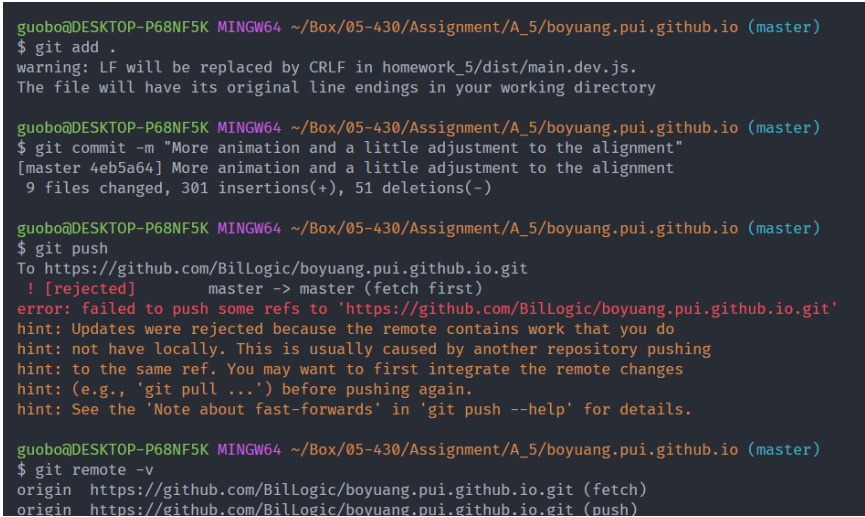 guobo@DESKTOP-P68NF5K MINGW64 ~/Box/05-430/Assignment/A_5/boyuang.pui.github.io (master)
$ git add .
warning: LF will be replaced by CRLF in homework_5/dist/main.dev.js.
The file will have its original line endings in your working directory
guobo@DESKTOP-P68NF5K MINGW64 ~/Box/05-430/Assignment/A_5/boyuang.pui.github.io (master)
$ git commit -m "More animation and a little adjustment to the alignment"
[master 4eb5a64] More animation and a little adjustment to the alignment
 9 files changed, 301 insertions(+), 51 deletions(-)
guobo@DESKTOP-P68NF5K MINGW64 ~/Box/05-430/Assignment/A_5/boyuang.pui.github.io (master)
$ git push
To https://github.com/BilLogic/boyuang.pui.github.io.git
 ! [rejected]        master -> master (fetch first)
error: failed to push some refs to 'https://github.com/BilLogic/boyuang.pui.github.io.git'
hint: Updates were rejected because the remote contains work that you do
hint: not have locally. This is usually caused by another repository pushing
hint: to the same ref. You may want to first integrate the remote changes
hint: (e.g., 'git pull ...') before pushing again.
hint: See the 'Note about fast-forwards' in 'git push --help' for details.
guobo@DESKTOP-P68NF5K MINGW64 ~/Box/05-430/Assignment/A_5/boyuang.pui.github.io (master)
$ git remote -v
origin  https://github.com/BilLogic/boyuang.pui.github.io.git (fetch)
origin  https://github.com/BilLogic/boyuang.pui.github.io.git (push)